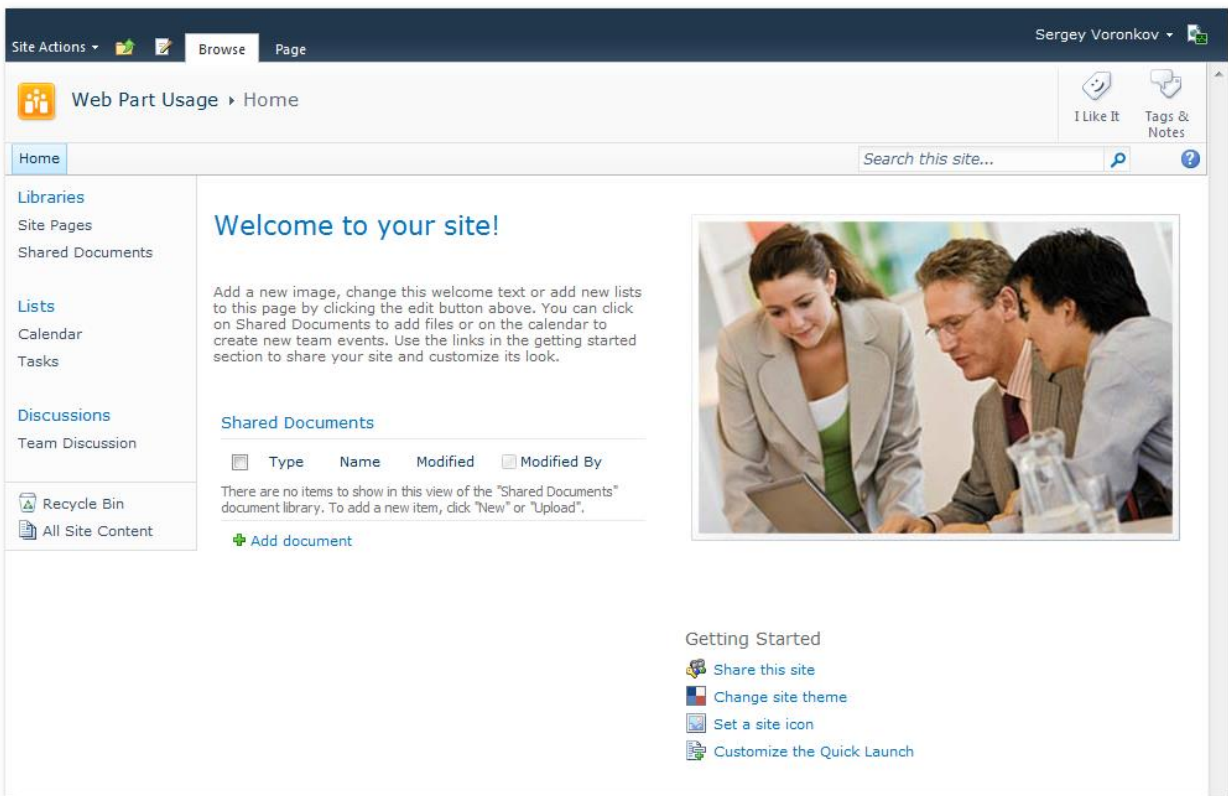 Sergey Voronkov
Site Actions Browse Page
Web Part Usage Home
I Like It
Tags &
Notes
Home
Search this site...
Libraries
Site Pages
Shared Documents
Lists
Calendar
Tasks
Discussions
Team Discussion
Recycle Bin
All Site Content
Welcome to your site!
Add a new image, change this welcome text or add new lists
to this page by clicking the edit button above. You can click
on Shared Documents to add files or on the calendar to
create new team events. Use the links in the getting started
section to share your site and customize its look.
Shared Documents
Type Name Modified Modified By
There are no items to show in this view of the "Shared Documents"
document library. To add a new item, click "New" or "Upload".
Add document
Getting Started
Share this site
Change site theme
Set a site icon
Customize the Quick Launch